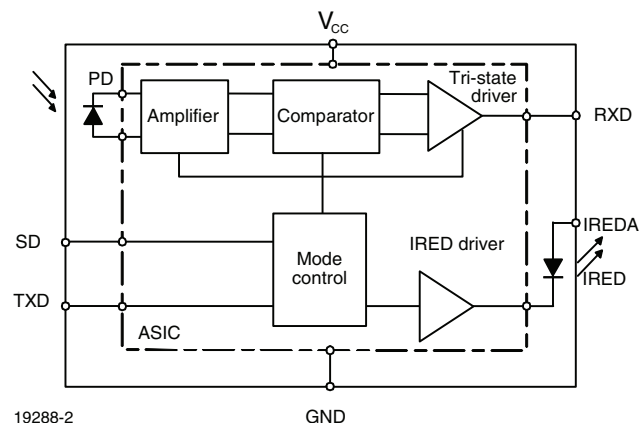 VCC
PD
Amplifier
Comparator
Tri-state
driver
RXD
SD
TXD
Mode
control
IRED driver
IREDA
IRED
ASIC
19288-2
GND